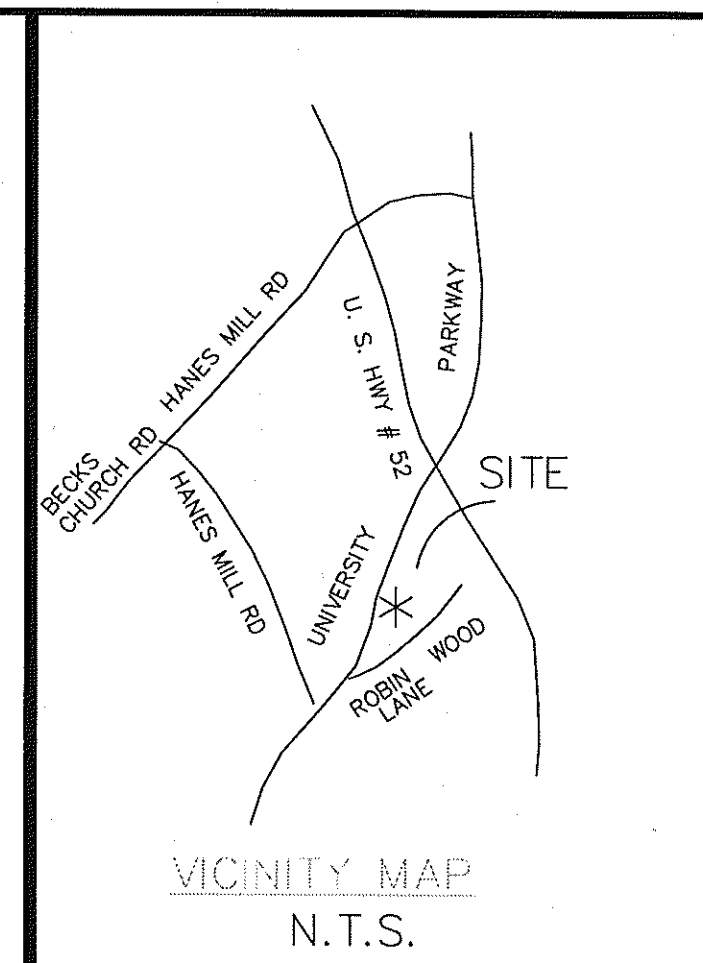 HANES MILL RD
U. S. HWY # 52
PARKWAY
BECKS
CHURCH RD
HANES MILL RD
SITE
UNIVERSITY
ROBIN WOOD
LANE
VICINITY MAP
N.T.S.